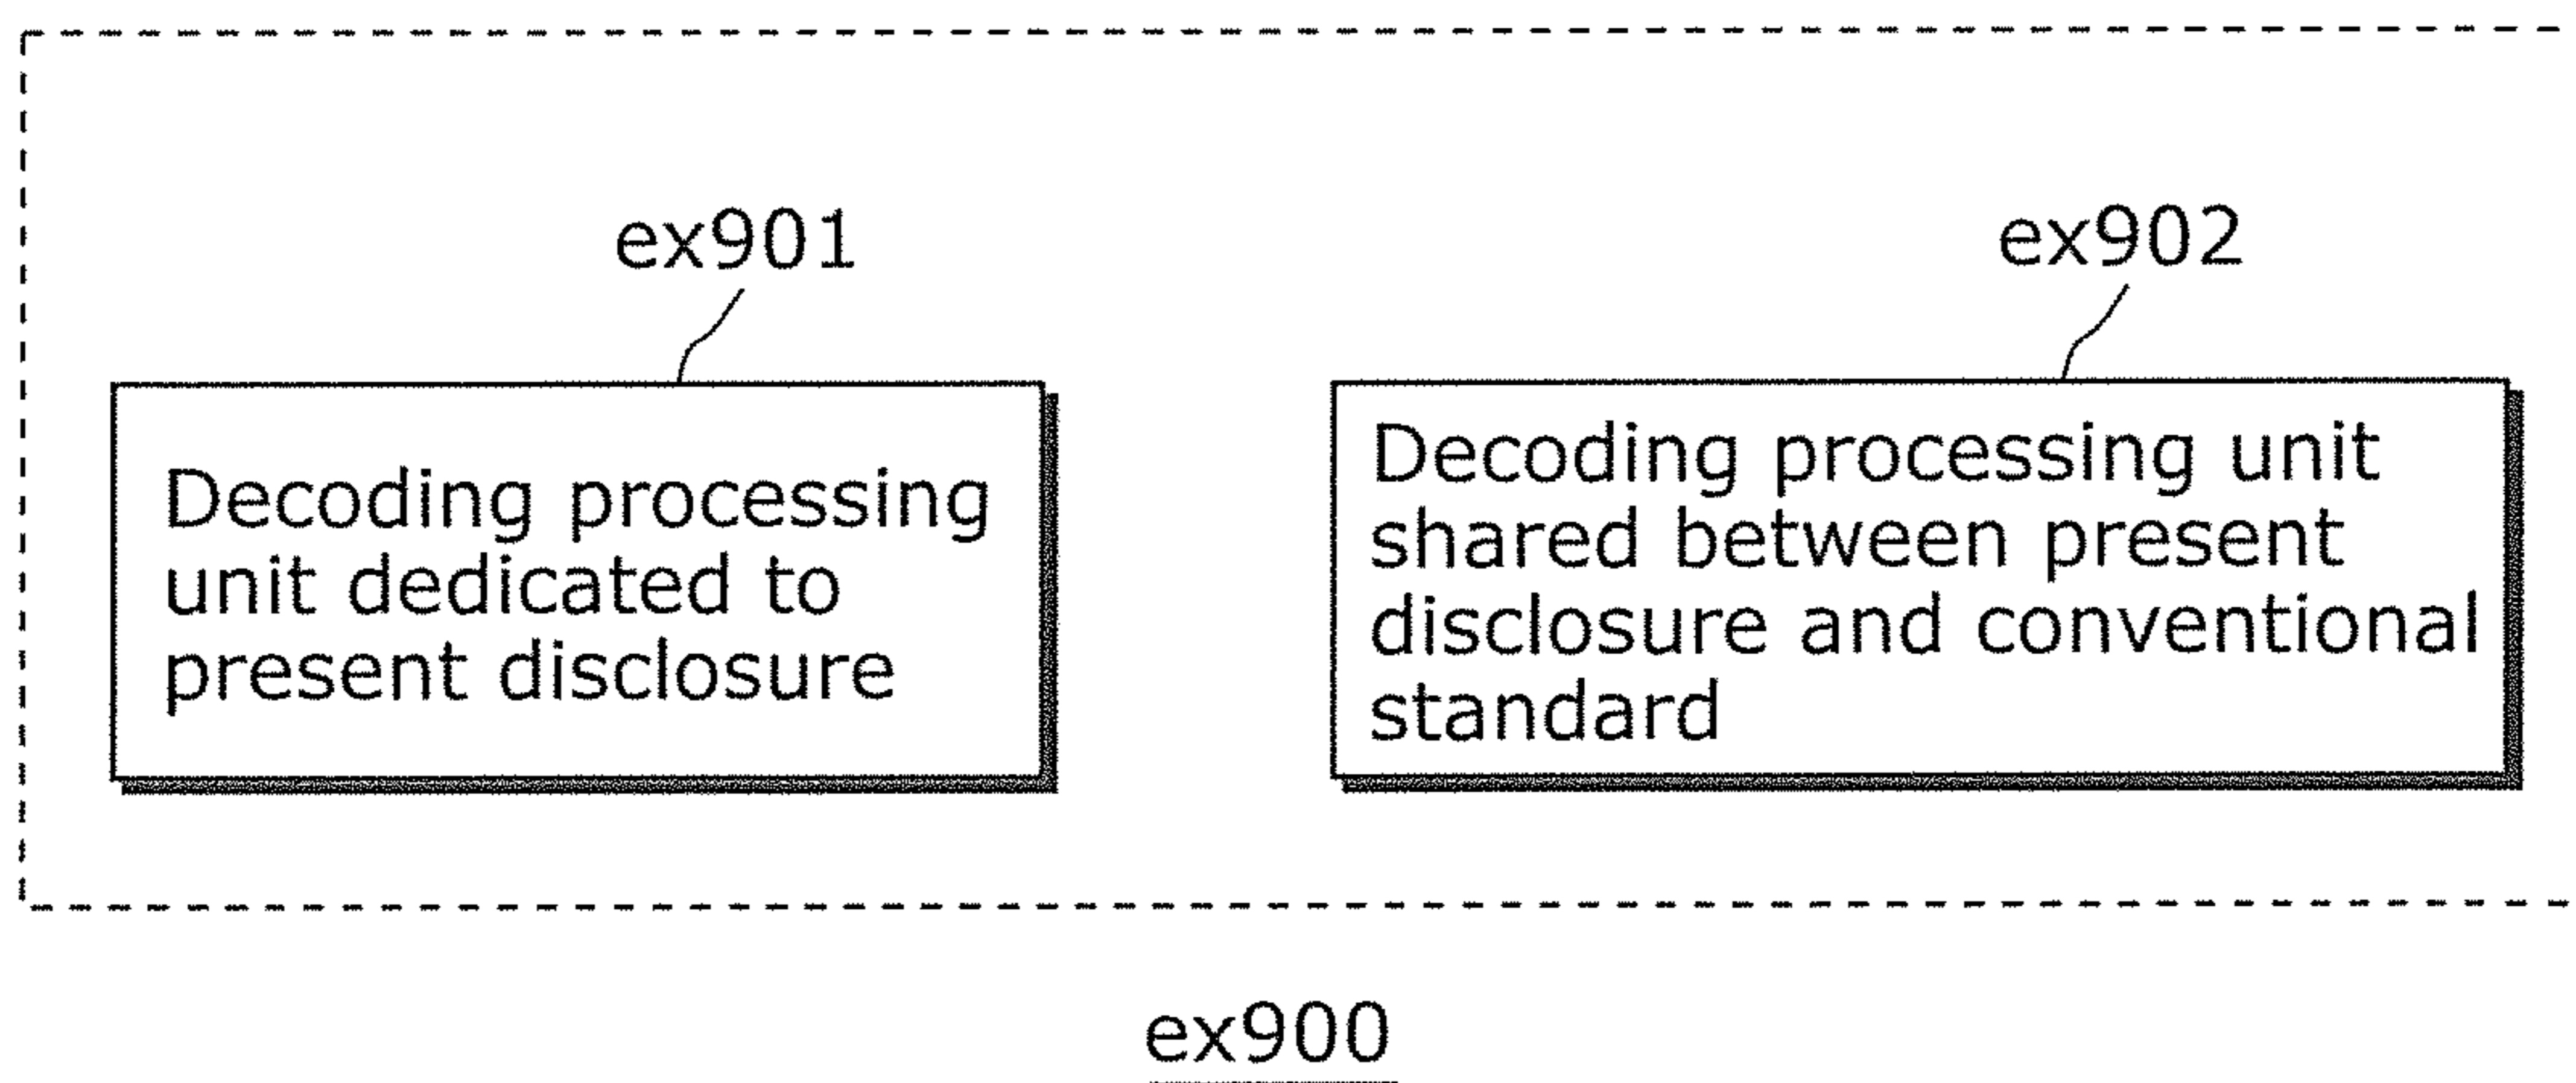 ex901
ex902
Decoding processing
unit dedicated to
present disclosure
Decoding processing unit
shared between present
disclosure and conventional
standard
ex900